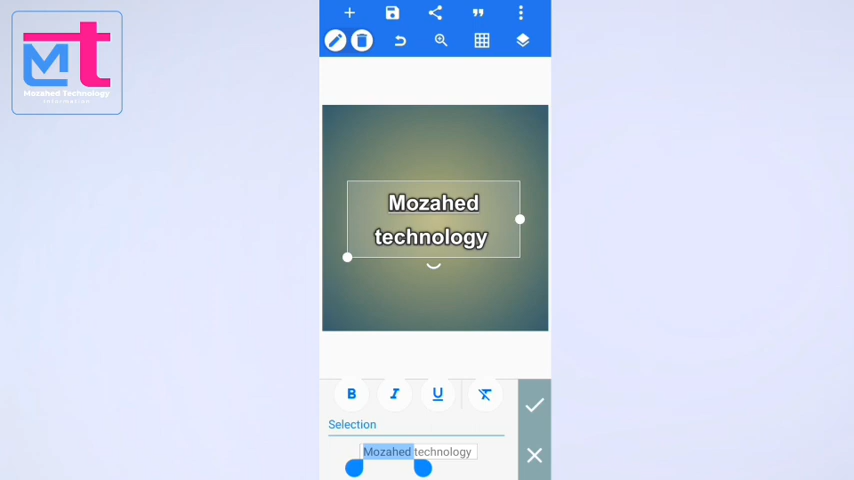 Mozahed Technology
information
Mozahed
technology
B I U T
Selection
Mozahed technology